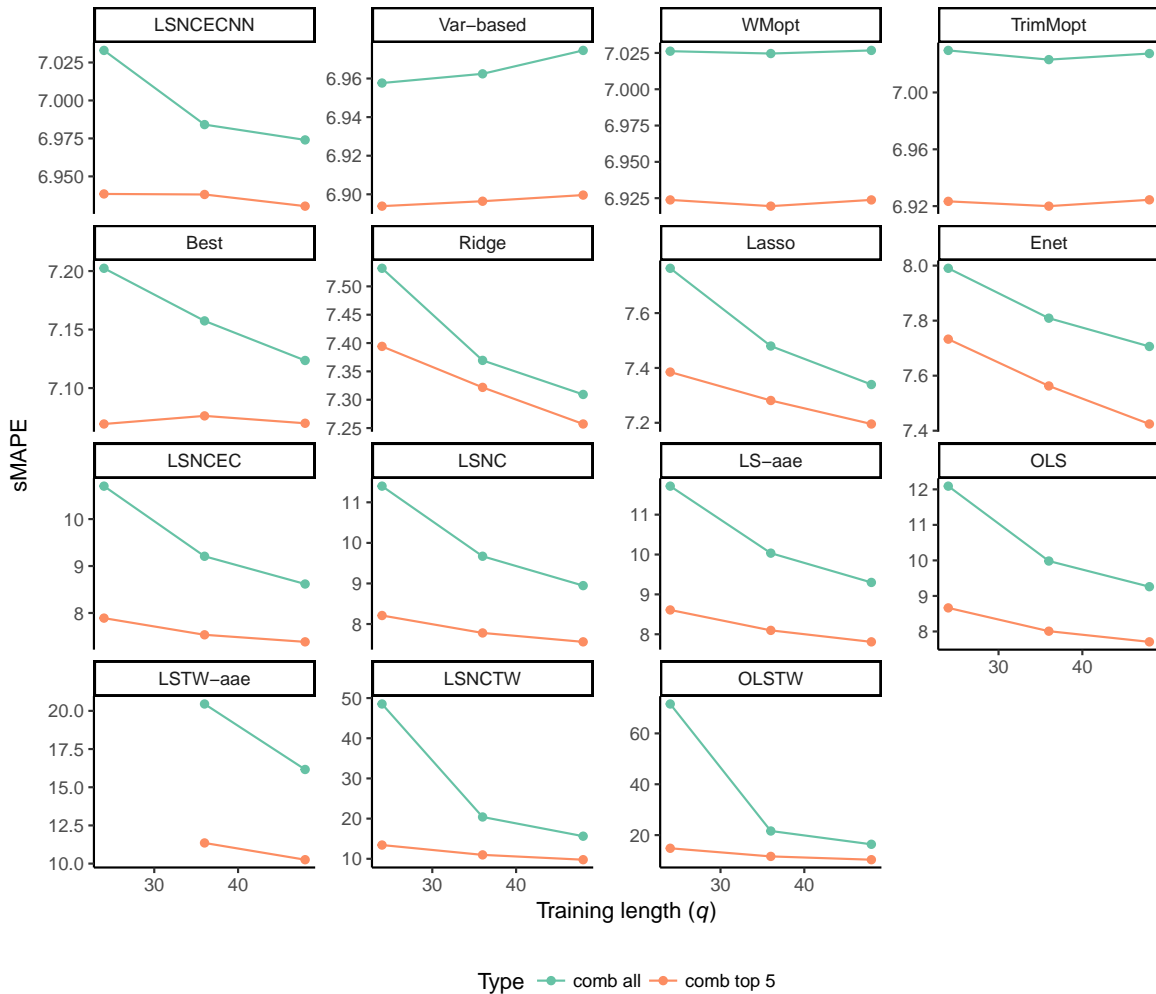 LSNCECNN Var−based WMopt TrimMopt
7.025 7.000 6.975 6.950
6.96 6.94 6.92 6.90
7.025 7.000 6.975 6.950 6.925
7.00 6.96 6.92
Best Ridge Lasso Enet
7.20 7.15 7.10
7.50 7.45 7.40 7.35 7.30 7.25
7.6 7.4 7.2
8.0 7.8 7.6 7.4
sMAPE
LSNCEC LSNC LS−aae OLS
10 9 8
11 10 9 8
11 10 9 8
12 11 10 9 8
30 40
LSTW−aae LSNCTW OLSTW
20.0 17.5 15.0 12.5 10.0
50 40 30 20 10
60 40 20
30 40 30 40 30 40
Training length (q)
Type comb all comb top 5